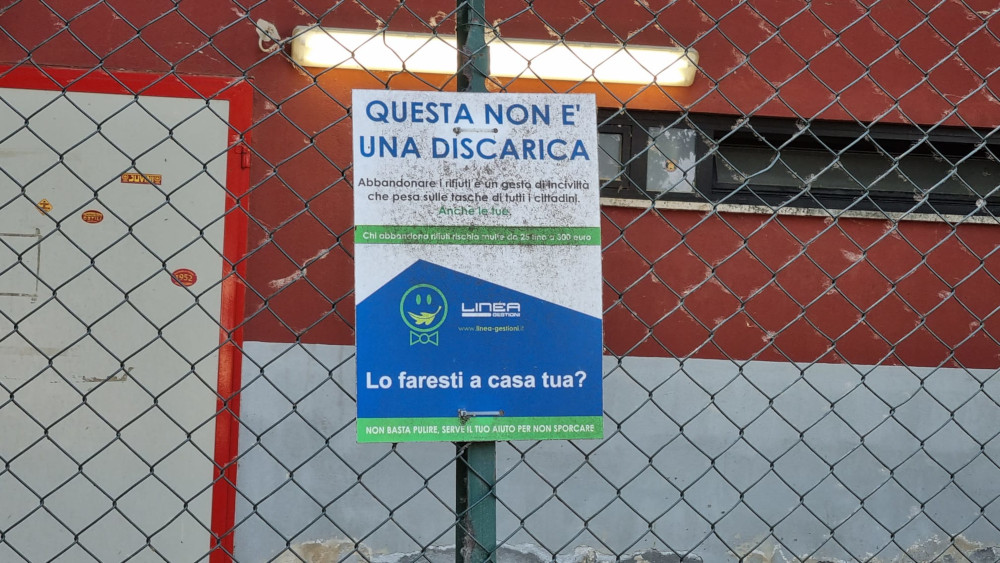 QUESTA NON E'
UNA DISCARICA
Abbandonare i rifiuti è un gesto di inciviltà
che pesa sulle tasche di tutti i cittadini.
Anche le tue.
Chi abbandona rifiuti rischia multe da 25 fino a 300 euro
LINEA
GESTIONI
www.linea-gestioni.it
Lo faresti a casa tua?
NON BASTA PULIRE, SERVE IL TUO AIUTO PER NON SPORCARE
1952